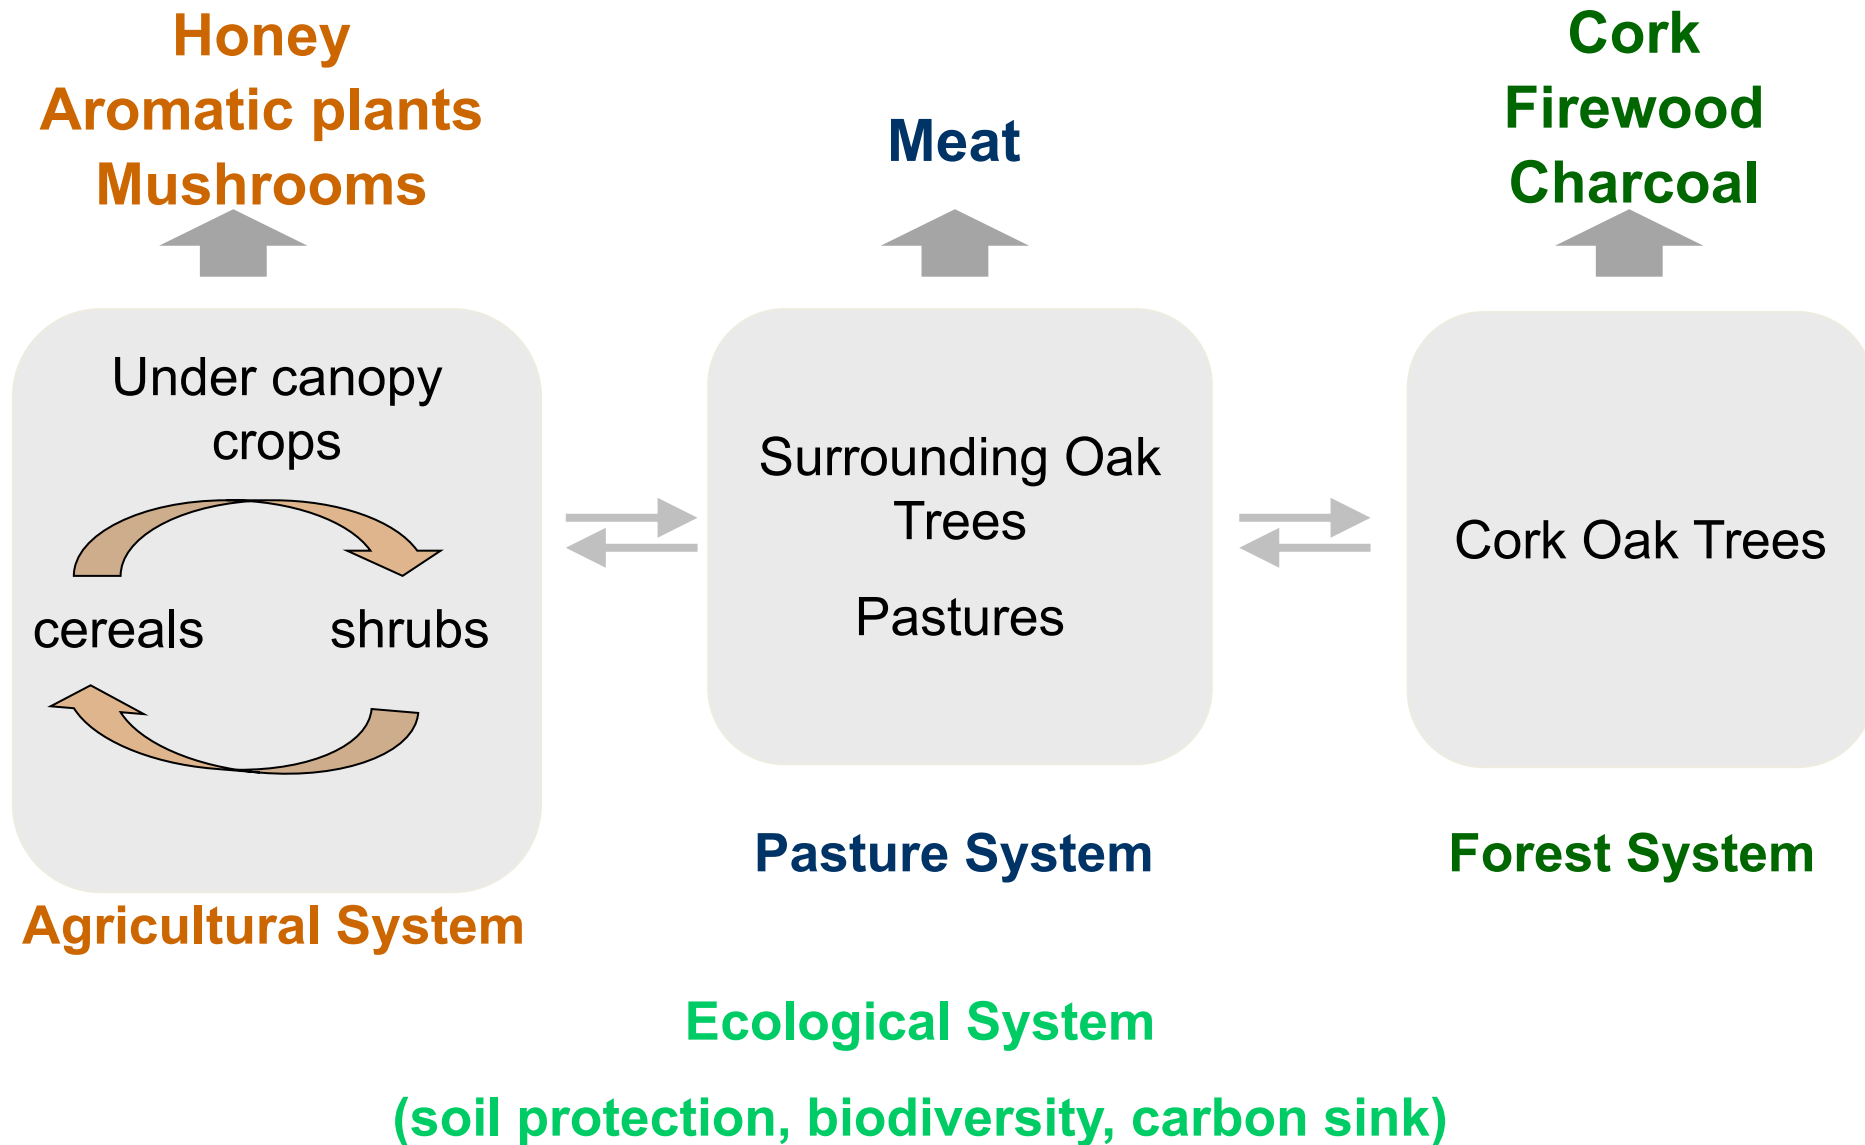 Honey
Aromatic plants
Mushrooms
Meat
Cork
Firewood
Charcoal
Under canopy
crops
cereals
shrubs
Surrounding Oak
Trees
Pastures
Cork Oak Trees
Agricultural System
Pasture System
Forest System
Ecological System
(soil protection, biodiversity, carbon sink)